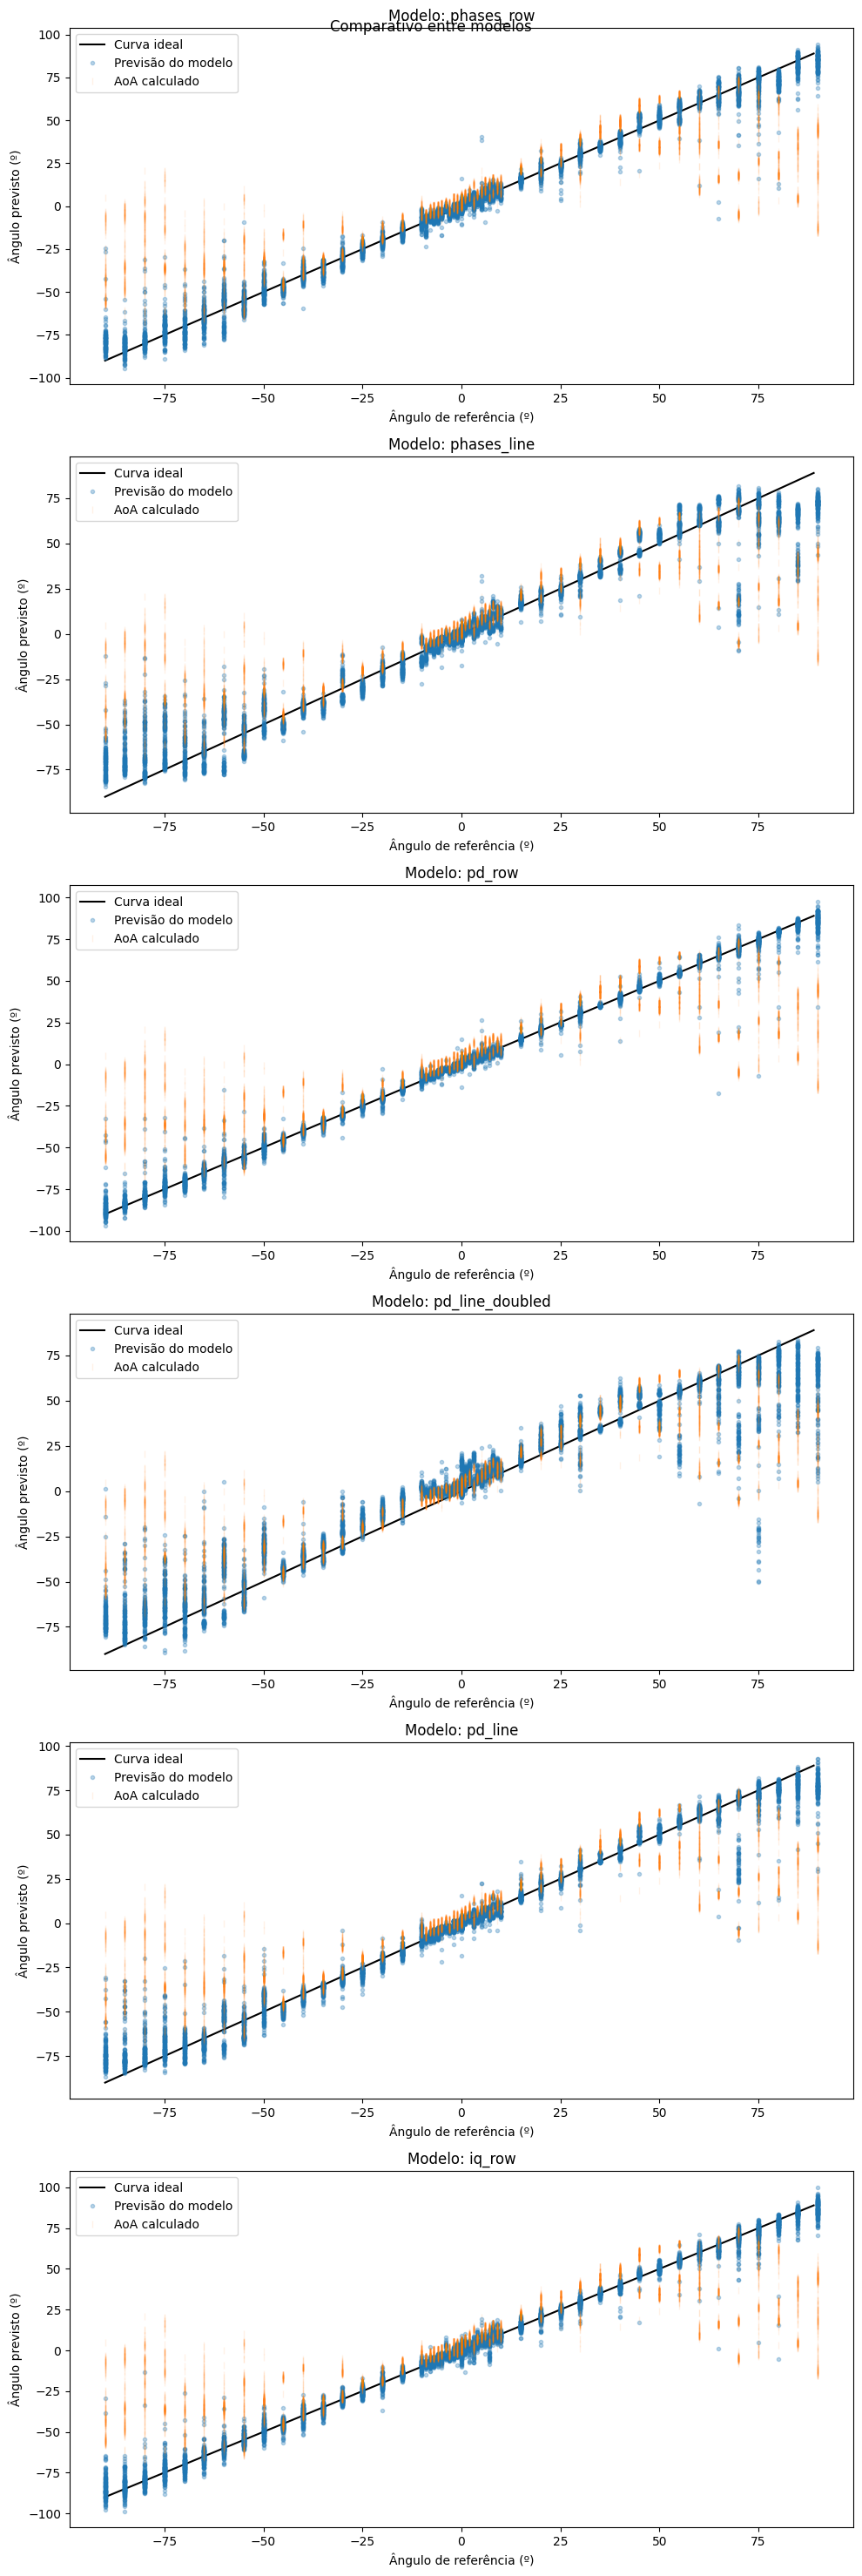 Modelo: phases_row
Comparativo entre modelos
Curva ideal
Previsão do modelo
AoA calculado
100
75
50
25
0
−25
−50
−75
−100
Ângulo previsto (º)
−75
−50
−25
0
25
50
75
Ângulo de referência (º)
Modelo: phases_line
Curva ideal
Previsão do modelo
AoA calculado
75
50
25
0
−25
−50
−75
Ângulo previsto (º)
−75
−50
−25
0
25
50
75
Ângulo de referência (º)
Modelo: pd_row
Curva ideal
Previsão do modelo
AoA calculado
100
75
50
25
0
−25
−50
−75
−100
Ângulo previsto (º)
−75
−50
−25
0
25
50
75
Ângulo de referência (º)
Modelo: pd_line_doubled
Curva ideal
Previsão do modelo
AoA calculado
75
50
25
0
−25
−50
−75
Ângulo previsto (º)
−75
−50
−25
0
25
50
75
Ângulo de referência (º)
Modelo: pd_line
Curva ideal
Previsão do modelo
AoA calculado
100
75
50
25
0
−25
−50
−75
Ângulo previsto (º)
−75
−50
−25
0
25
50
75
Ângulo de referência (º)
Modelo: iq_row
Curva ideal
Previsão do modelo
AoA calculado
100
75
50
25
0
−25
−50
−75
−100
Ângulo previsto (º)
−75
−50
−25
0
25
50
75
Ângulo de referência (º)